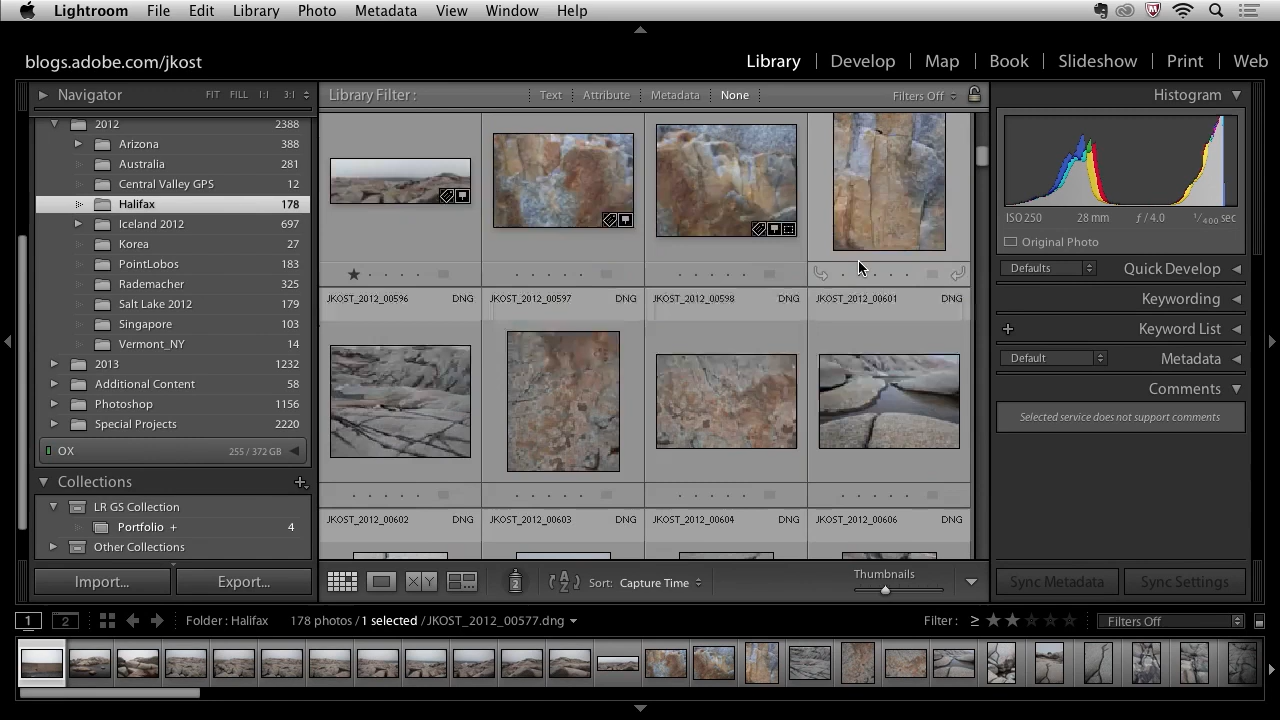 Lightroom File Edit Library Photo Metadata View Window Help
blogs.adobe.com/jkost
Library | Develop | Map | Book | Slideshow | Print | Web
Navigator FIT FILL 1:1 3:1
2012 2388
Arizona 388
Australia 281
Central Valley GPS 12
Halifax 178
Iceland 2012 697
Korea 27
PointLobos 183
Rademacher 325
Salt Lake 2012 179
Singapore 103
Vermont_NY 14
2013 1232
Additional Content 58
Photoshop 1156
Special Projects 2220
OX 255 / 372 GB
Collections
LR GS Collection
Portfolio + 4
Other Collections
Import... Export...
Library Filter : Text Attribute Metadata None Filters Off
JKOST_2012_00596 DNG JKOST_2012_00597 DNG JKOST_2012_00598 DNG JKOST_2012_00601 DNG
JKOST_2012_00602 DNG JKOST_2012_00603 DNG JKOST_2012_00604 DNG JKOST_2012_00606 DNG
XY 2 A Z Sort: Capture Time Thumbnails
Histogram
ISO 250 28 mm ƒ / 4.0 1/400 sec
Original Photo
Defaults Quick Develop
Keywording
+ Keyword List
Default Metadata
Comments
Selected service does not support comments
Sync Metadata Sync Settings
1 2 Folder : Halifax 178 photos / 1 selected / JKOST_2012_00577.dng Filter : ≥ ★★★★★ Filters Off